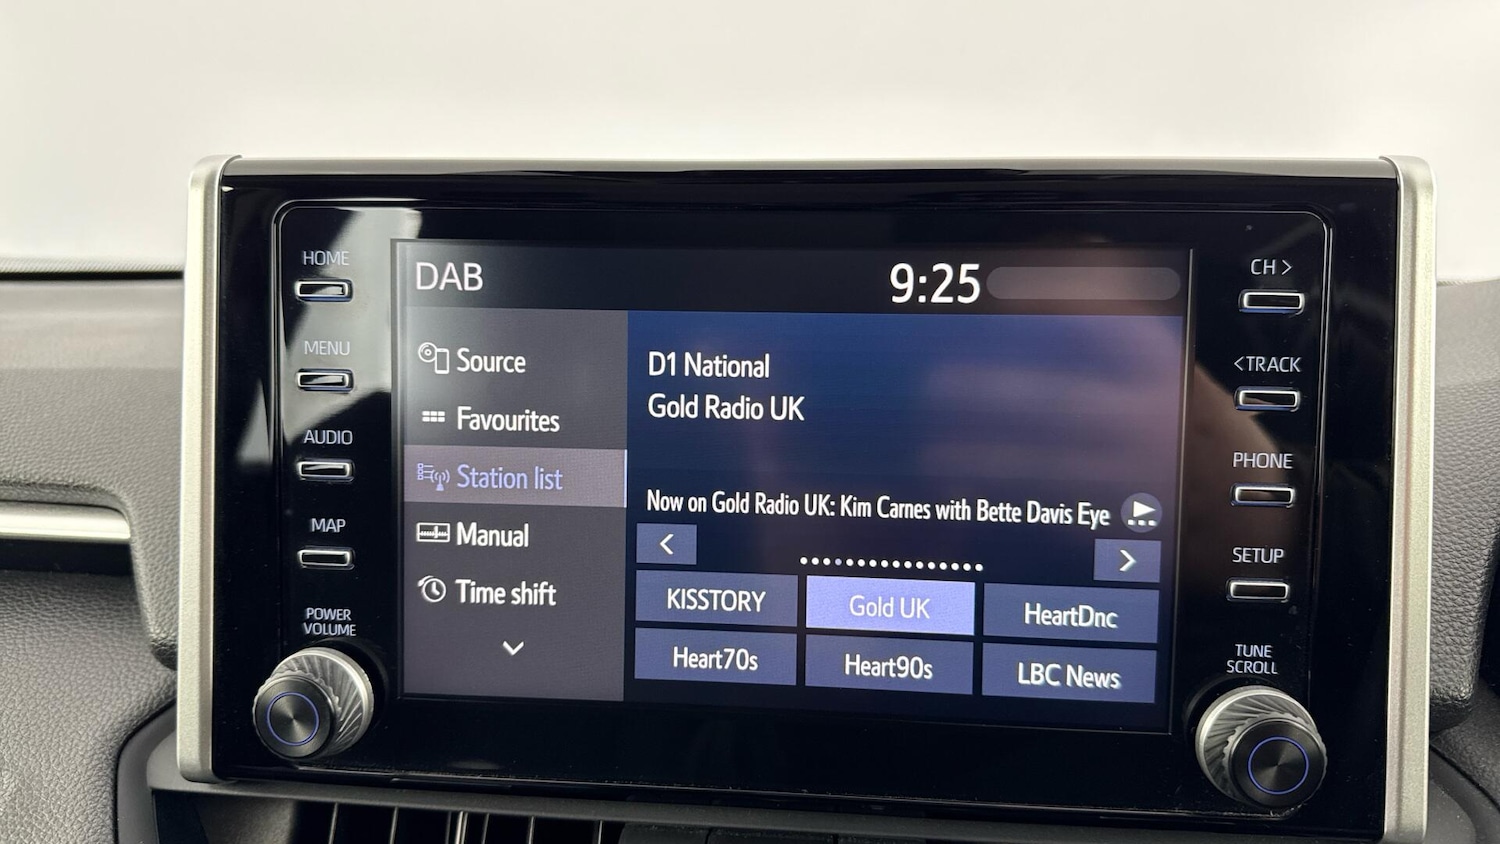 HOME
MENU
AUDIO
MAP
POWER
VOLUME
DAB
9:25
Source
Favourites
Station list
Manual
Time shift
D1 National
Gold Radio UK
Now on Gold Radio UK: Kim Carnes with Bette Davis Eye
<
>
KISSTORY
Gold UK
HeartDnc
Heart70s
Heart90s
LBC News
CH >
<TRACK
PHONE
SETUP
TUNE
SCROLL